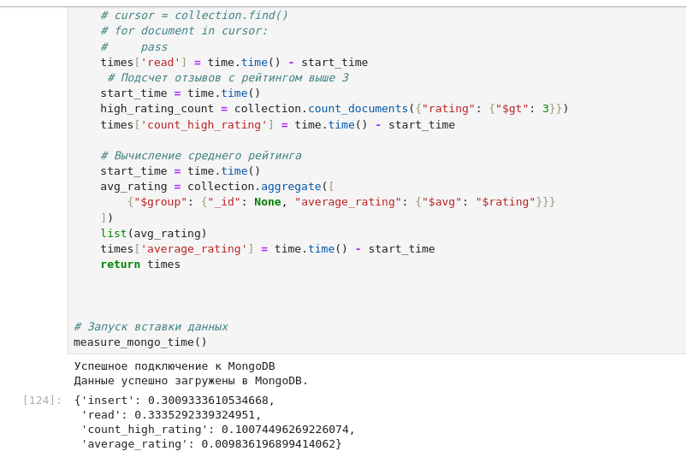 # cursor = collection.find()
# for document in cursor:
#     pass
times['read'] = time.time() - start_time
# Подсчет отзывов с рейтингом выше 3
start_time = time.time()
high_rating_count = collection.count_documents({"rating": {"$gt": 3}})
times['count_high_rating'] = time.time() - start_time
# Вычисление среднего рейтинга
start_time = time.time()
avg_rating = collection.aggregate([
{"$group": {"_id": None, "average_rating": {"$avg": "$rating"}}}
])
list(avg_rating)
times['average_rating'] = time.time() - start_time
return times
# Запуск вставки данных
measure_mongo_time()
Успешное подключение к MongoDB
Данные успешно загружены в MongoDB.
[124]: {'insert': 0.3009333610534668,
'read': 0.3335292339324951,
'count_high_rating': 0.10074496269226074,
'average_rating': 0.009836196899414062}